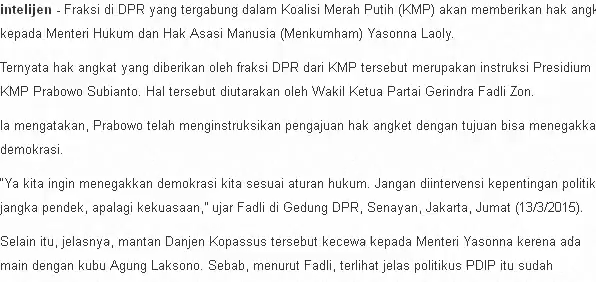 intelijen - Fraksi di DPR yang tergabung dalam Koalisi Merah Putih (KMP) akan memberikan hak angk
kepada Menteri Hukum dan Hak Asasi Manusia (Menkumham) Yasonna Laoly.
Ternyata hak angkat yang diberikan oleh fraksi DPR dari KMP tersebut merupakan instruksi Presidium
KMP Prabowo Subianto. Hal tersebut diutarakan oleh Wakil Ketua Partai Gerindra Fadli Zon.
Ia mengatakan, Prabowo telah menginstruksikan pengajuan hak angket dengan tujuan bisa menegakka
demokrasi.
"Ya kita ingin menegakkan demokrasi kita sesuai aturan hukum. Jangan diintervensi kepentingan politik
jangka pendek, apalagi kekuasaan," ujar Fadli di Gedung DPR, Senayan, Jakarta, Jumat (13/3/2015).
Selain itu, jelasnya, mantan Danjen Kopassus tersebut kecewa kepada Menteri Yasonna kerena ada
main dengan kubu Agung Laksono. Sebab, menurut Fadli, terlihat jelas politikus PDIP itu sudah